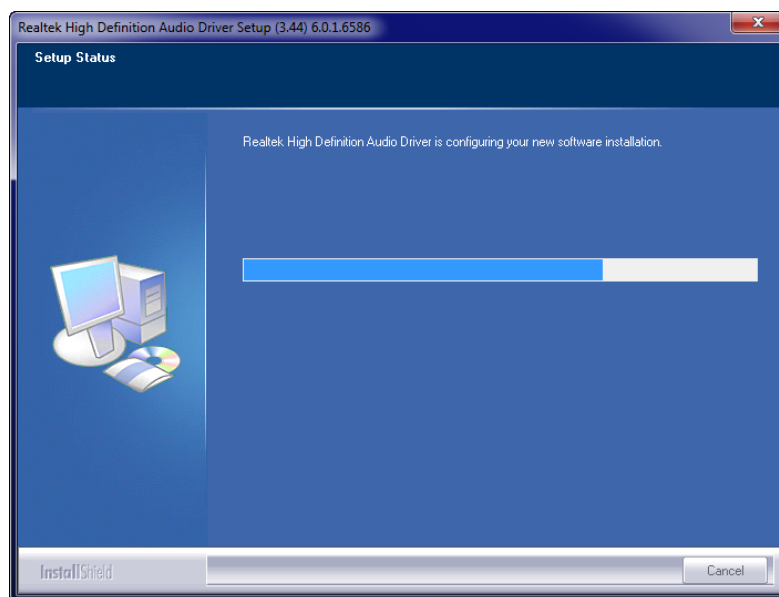 Realtek High Definition Audio Driver Setup (3.44) 6.0.1.6586
Setup Status
Realtek High Definition Audio Driver is configuring your new software installation.
InstallShield
Cancel